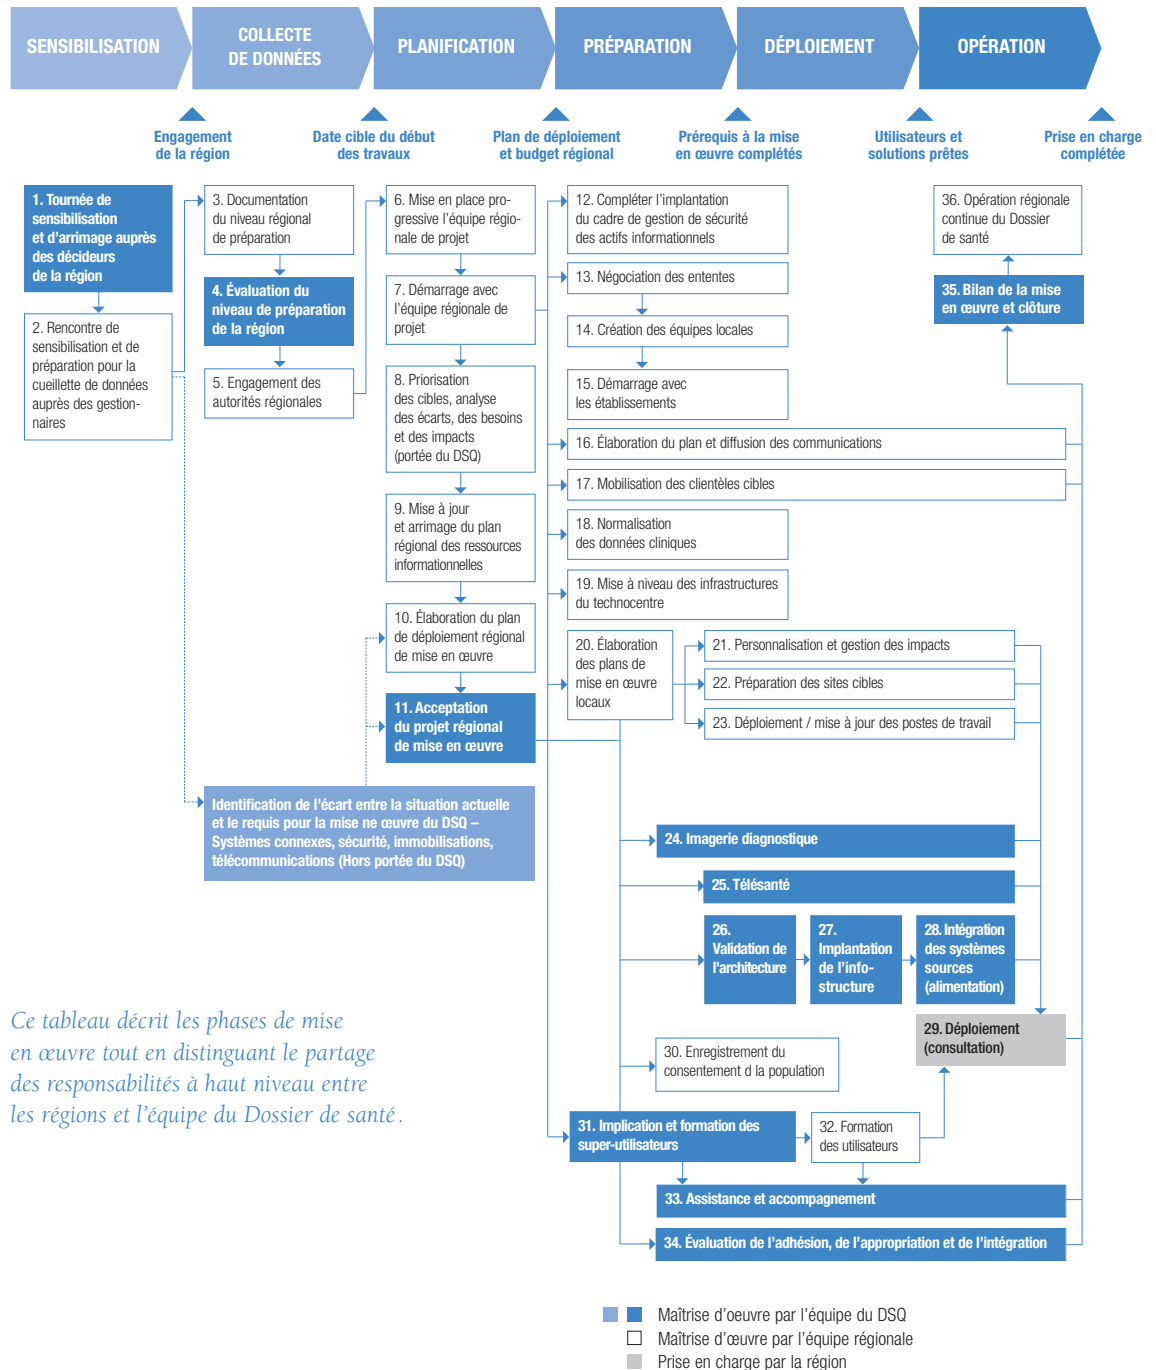 SENSIBILISATION
COLLECTE
DE DONNÉES
PLANIFICATION
PRÉPARATION
DÉPLOIEMENT
OPÉRATION
Engagement
de la région
Date cible du début
des travaux
Plan de déploiement
et budget régional
Prérequis à la mise
en œuvre complétés
Utilisateurs et
solutions prêtes
Prise en charge
complétée
1. Tournée de
sensibilisation
et d'arrimage auprès
des décideurs
de la région
2. Rencontre de
sensibilisation et de
préparation pour la
cueillette de données
auprès des gestion-
naires
3. Documentation
du niveau régional
de préparation
4. Évaluation du
niveau de préparation
de la région
5. Engagement des
autorités régionales
6. Mise en place pro-
gressive l'équipe régio-
nale de projet
7. Démarrage avec
l'équipe régionale de
projet
8. Priorisation
des cibles, analyse
des écarts, des besoins
et des impacts
(portée du DSQ)
9. Mise à jour
et arrimage du plan
régional des ressources
informationnelles
10. Élaboration du plan
de déploiement régional
de mise en œuvre
11. Acceptation
du projet régional
de mise en œuvre
Identification de l'écart entre la situation actuelle
et le requis pour la mise ne œuvre du DSQ –
Systèmes connexes, sécurité, immobilisations,
télécommunications (Hors portée du DSQ)
12. Compléter l'implantation
du cadre de gestion de sécurité
des actifs informationnels
13. Négociation des ententes
14. Création des équipes locales
15. Démarrage avec
les établissements
16. Élaboration du plan et diffusion des communications
17. Mobilisation des clientèles cibles
18. Normalisation
des données cliniques
19. Mise à niveau des infrastructures
du technocentre
20. Élaboration
des plans de
mise en œuvre
locaux
21. Personnalisation et gestion des impacts
22. Préparation des sites cibles
23. Déploiement / mise à jour des postes de travail
24. Imagerie diagnostique
25. Télésanté
26.
Validation de
l'architecture
27.
Implantation
de l'info-
structure
28. Intégration
des systèmes
sources
(alimentation)
29. Déploiement
(consultation)
30. Enregistrement du
consentement d la population
31. Implication et formation des
super-utilisateurs
32. Formation
des utilisateurs
33. Assistance et accompagnement
34. Évaluation de l'adhésion, de l'appropriation et de l'intégration
35. Bilan de la mise
en œuvre et clôture
36. Opération régionale
continue du Dossier
de santé
Ce tableau décrit les phases de mise
en œuvre tout en distinguant le partage
des responsabilités à haut niveau entre
les régions et l'équipe du Dossier de santé.
Maîtrise d'oeuvre par l'équipe du DSQ
Maîtrise d'œuvre par l'équipe régionale
Prise en charge par la région